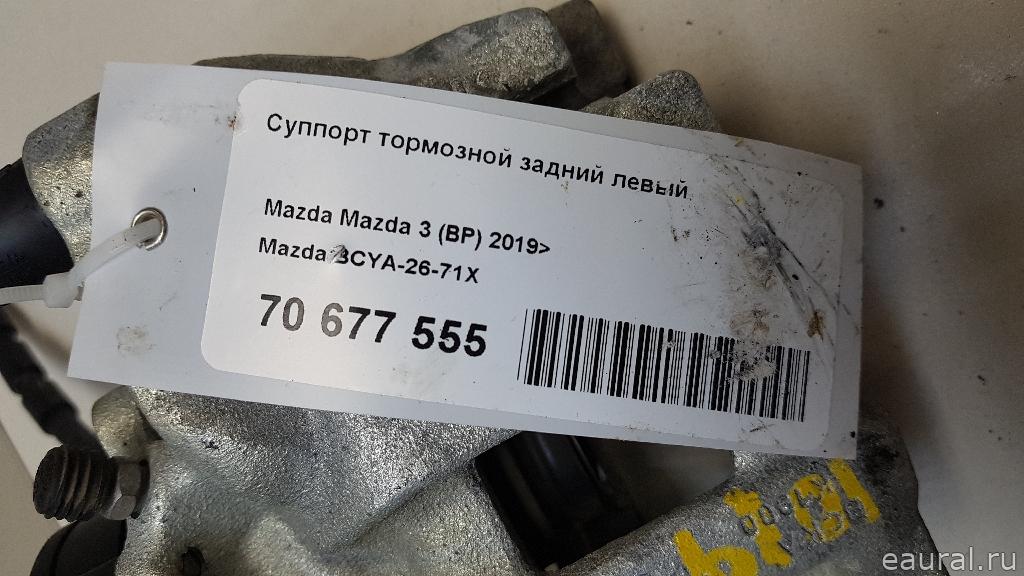 Суппорт тормозной задний левый
Mazda Mazda 3 (BP) 2019>
Mazda BCYA-26-71X
70 677 555
eaural.ru